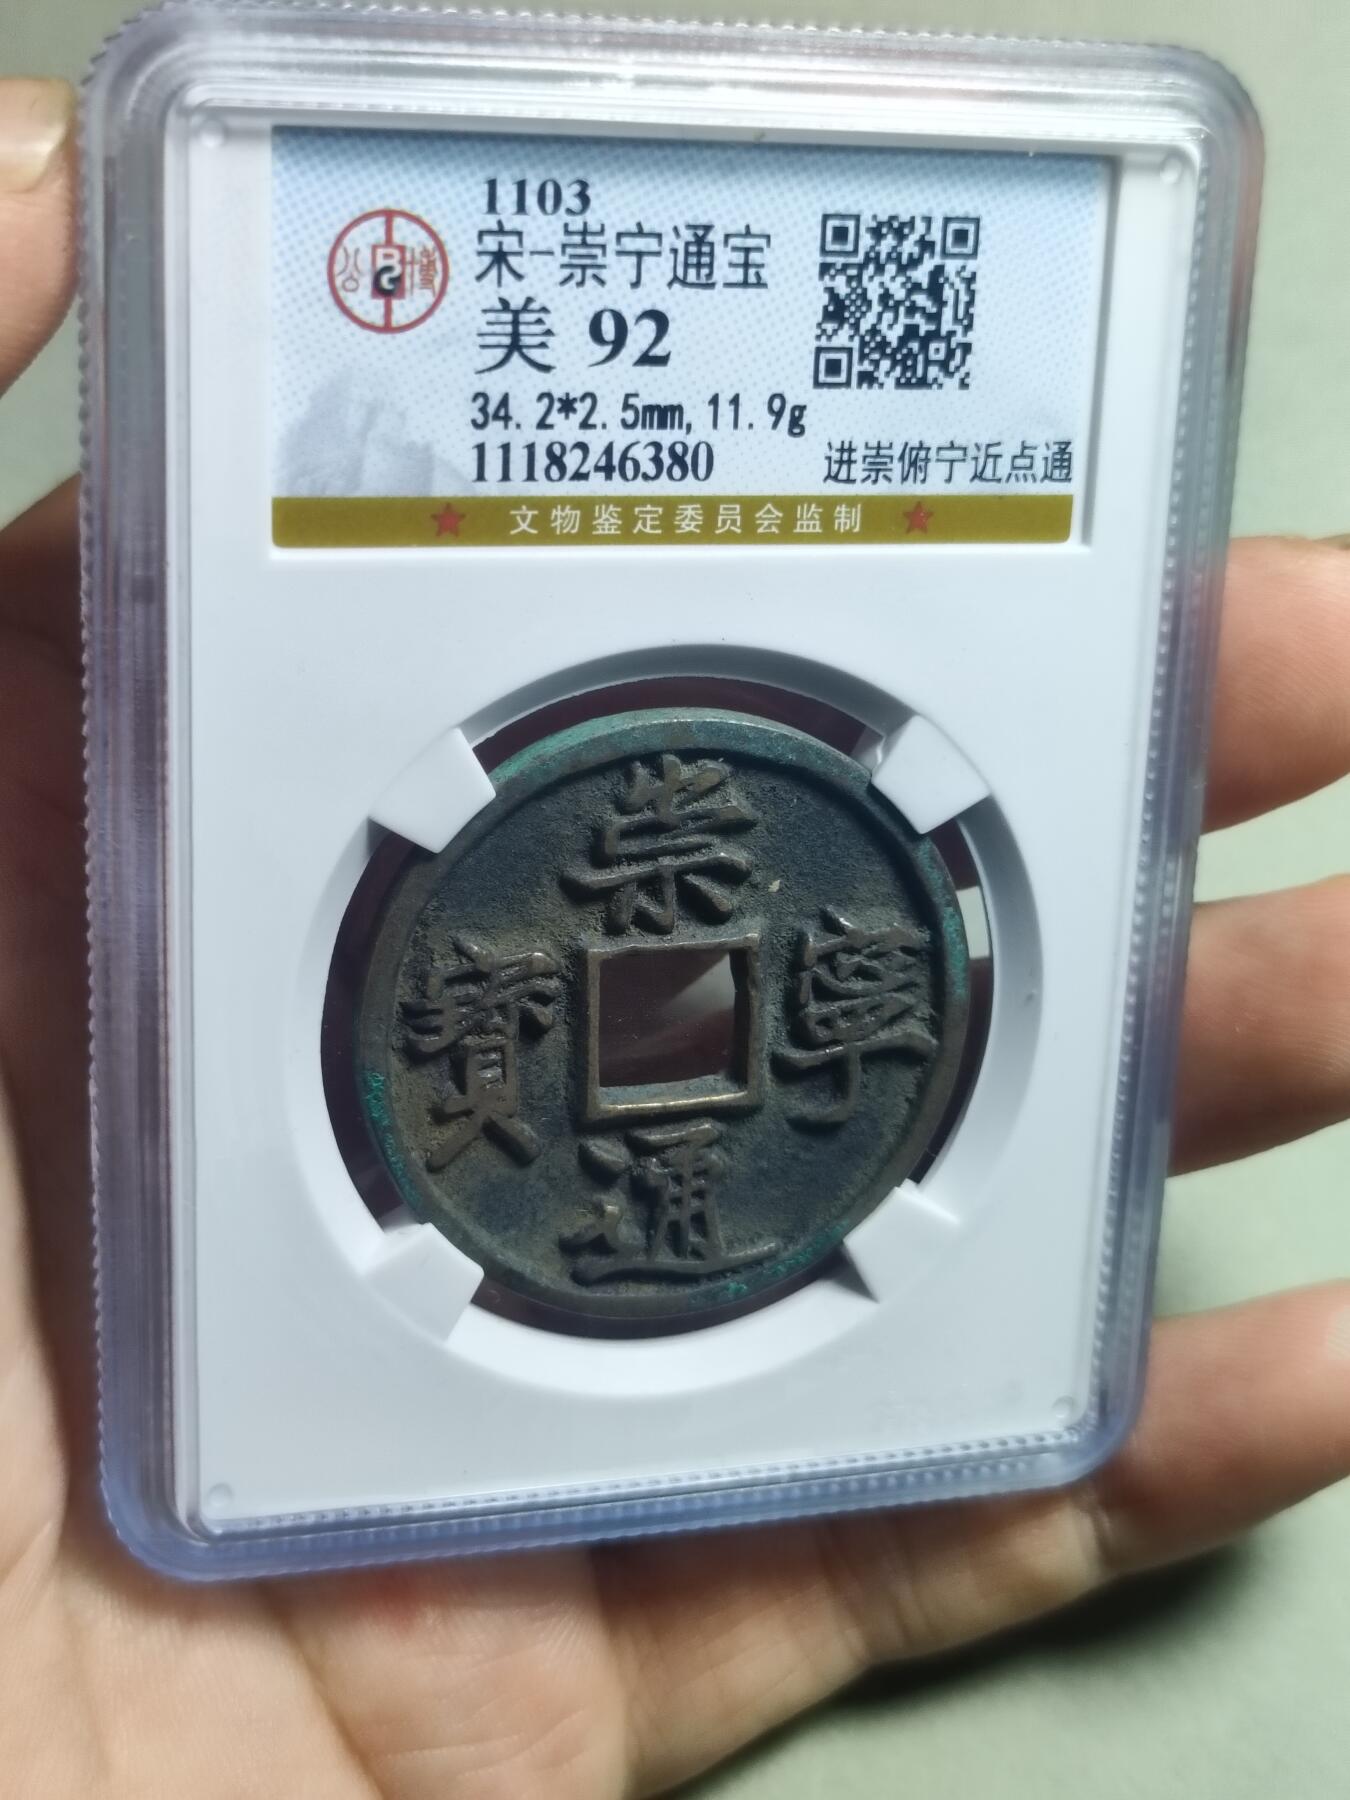 1103
宋-崇宁通宝
美 92
34.2*2.5mm,11.9g
1118246380
进崇俯宁近点通
公 博
BG
文物鉴定委员会监制
崇
寧
通
寶